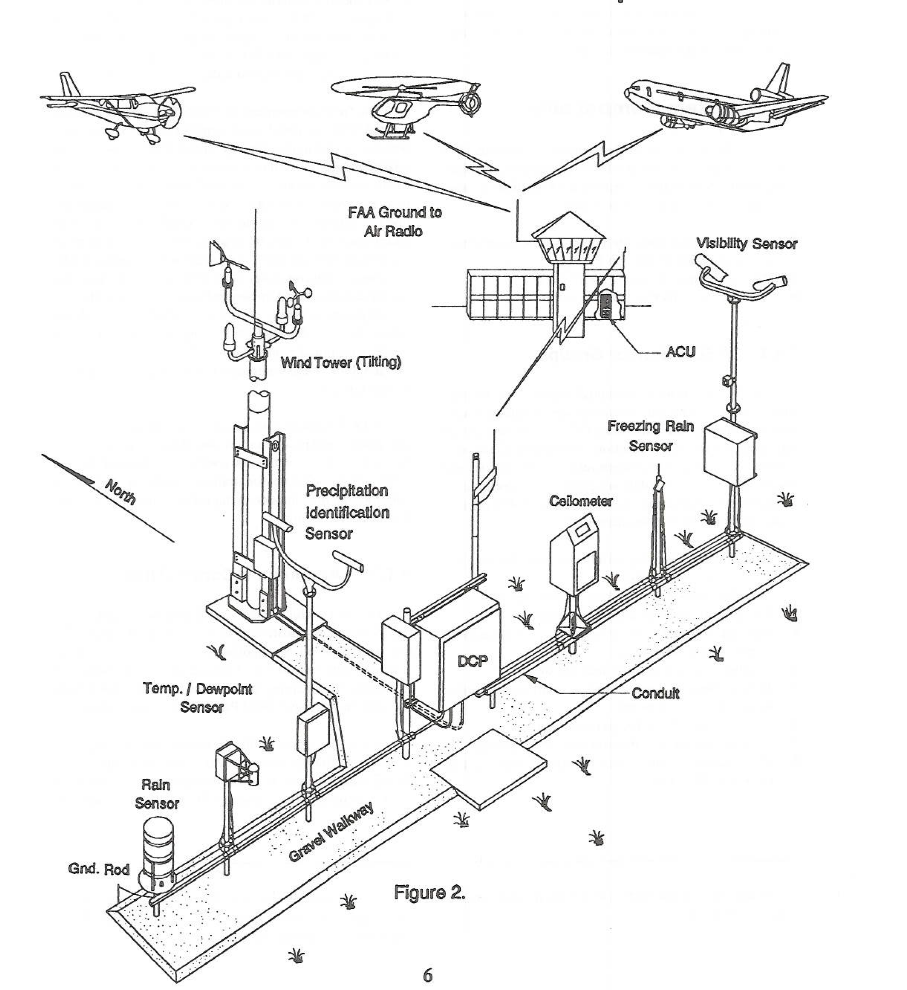 FAA Ground to
Air Radio
Visibility Sensor
Wind Tower (Tilting)
ACU
Freezing Rain
Sensor
North
Precipitation
Identification
Sensor
Ceilometer
DCP
Temp. / Dewpoint
Sensor
Conduit
Rain
Sensor
Gravel Walkway
Gnd. Rod
Figure 2.
6